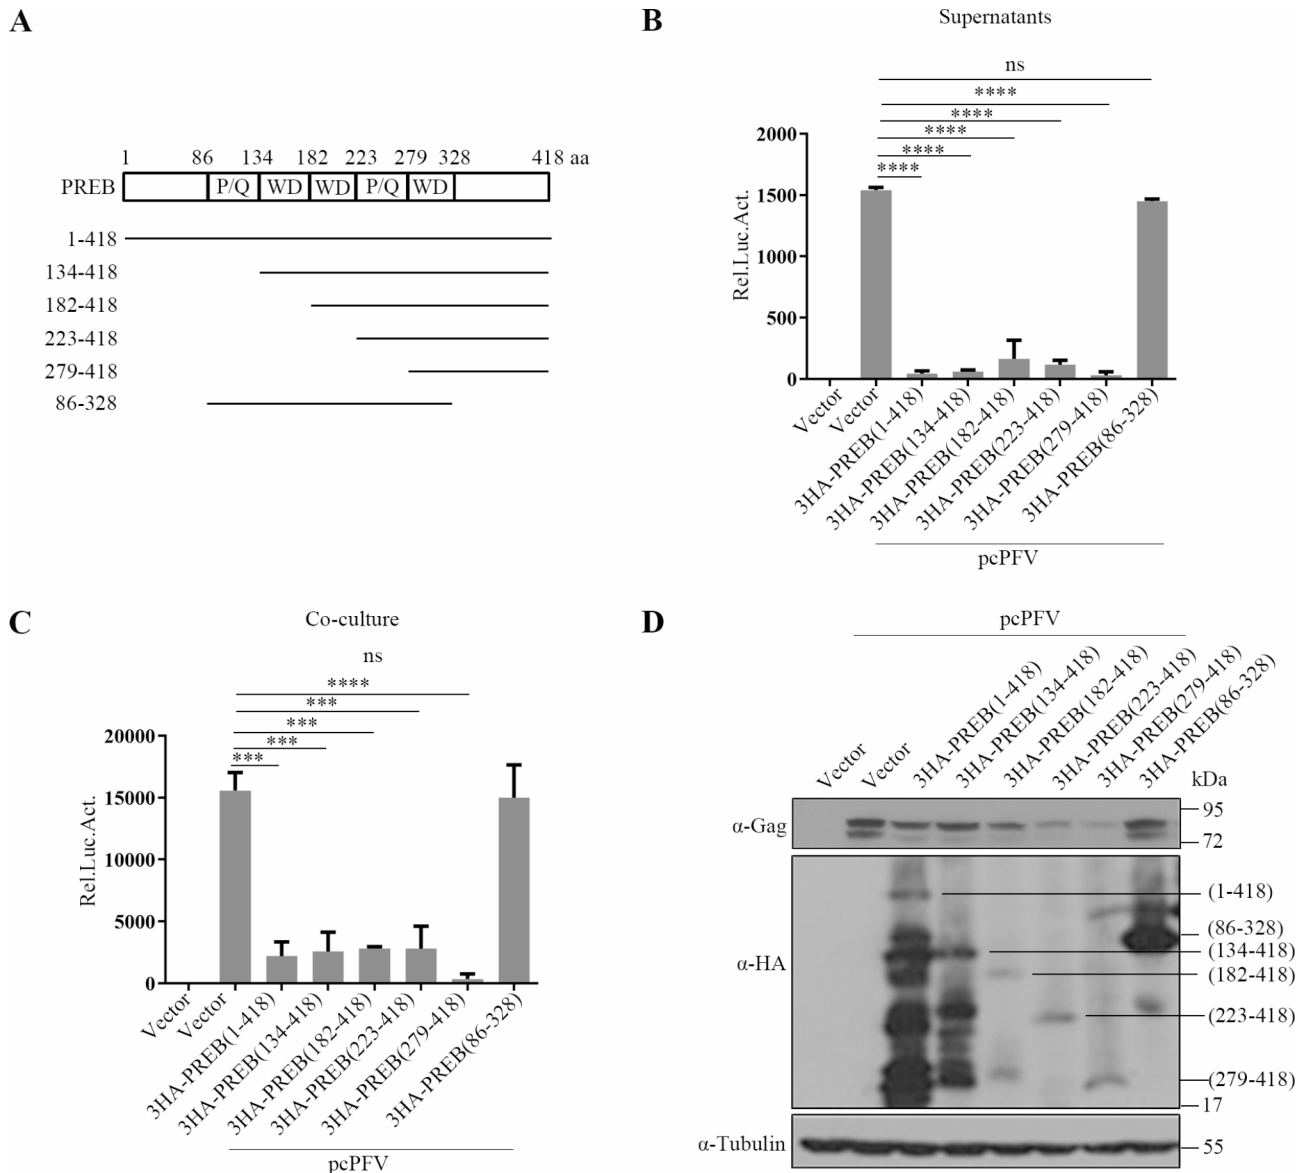 A
1 86 134 182 223 279 328 418 aa
PREB P/Q WD WD P/Q WD
1-418
134-418
182-418
223-418
279-418
86-328
B
Supernatants
ns
****
****
****
****
****
Rel.Luc.Act.
2000
1500
1000
500
0
Vector
Vector
3HA-PREB(1-418)
3HA-PREB(134-418)
3HA-PREB(182-418)
3HA-PREB(223-418)
3HA-PREB(279-418)
3HA-PREB(86-328)
pcPFV
C
Co-culture
ns
****
***
***
***
***
Rel.Luc.Act.
20000
15000
10000
5000
0
Vector
Vector
3HA-PREB(1-418)
3HA-PREB(134-418)
3HA-PREB(182-418)
3HA-PREB(223-418)
3HA-PREB(279-418)
3HA-PREB(86-328)
pcPFV
D
pcPFV
Vector
Vector
3HA-PREB(1-418)
3HA-PREB(134-418)
3HA-PREB(182-418)
3HA-PREB(223-418)
3HA-PREB(279-418)
3HA-PREB(86-328)
kDa
α-Gag
95
72
α-HA
(1-418)
(86-328)
(134-418)
(182-418)
(223-418)
(279-418)
17
α-Tubulin
55